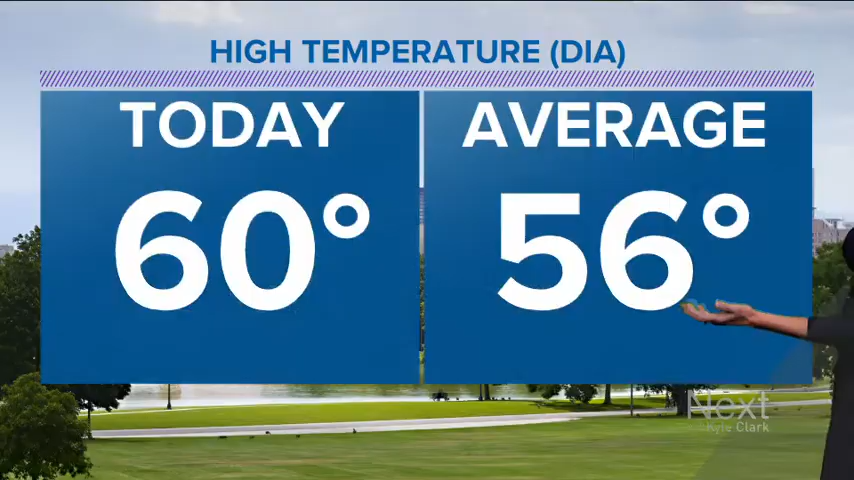 HIGH TEMPERATURE (DIA)
TODAY
60°
AVERAGE
56°
Next
Kyle Clark